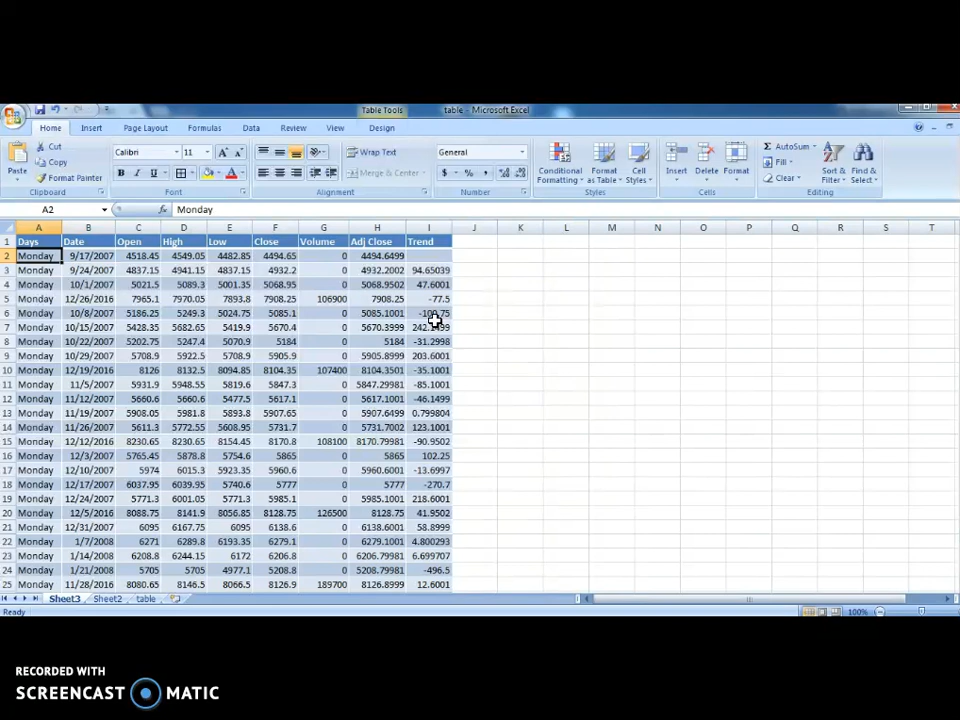 Table Tools table - Microsoft Excel
Home Insert Page Layout Formulas Data Review View Design
Cut Calibri 11 Wrap Text General AutoSum
Copy Fill
Paste Format Painter Merge & Center Conditional Formatting Format as Table Cell Styles Insert Delete Format Clear Sort & Filter Find & Select
Clipboard Font Alignment Number Styles Cells Editing
A2 fx Monday
A B C D E F G H I J K L M N O P Q R S T
1 Days Date Open High Low Close Volume Adj Close Trend
2 Monday 9/17/2007 4518.45 4549.05 4482.85 4494.65 0 4494.6499
3 Monday 9/24/2007 4837.15 4941.15 4837.15 4932.2 0 4932.2002 94.65039
4 Monday 10/1/2007 5021.5 5089.3 5001.35 5068.95 0 5068.9502 47.6001
5 Monday 12/26/2016 7965.1 7970.05 7893.8 7908.25 106900 7908.25 -77.5
6 Monday 10/8/2007 5186.25 5249.3 5024.75 5085.1 0 5085.1001
7 Monday 10/15/2007 5428.35 5682.65 5419.9 5670.4 0 5670.3999
8 Monday 10/22/2007 5202.75 5247.4 5070.9 5184 0 5184 -31.2998
9 Monday 10/29/2007 5708.9 5922.5 5708.9 5905.9 0 5905.8999 203.6001
10 Monday 12/19/2016 8126 8132.5 8094.85 8104.35 107400 8104.3501 -35.1001
11 Monday 11/5/2007 5931.9 5948.55 5819.6 5847.3 0 5847.29981 -85.1001
12 Monday 11/12/2007 5660.6 5660.6 5477.5 5617.1 0 5617.1001 -46.1499
13 Monday 11/19/2007 5908.05 5981.8 5893.8 5907.65 0 5907.6499 0.799804
14 Monday 11/26/2007 5611.3 5772.55 5608.95 5731.7 0 5731.7002 123.1001
15 Monday 12/12/2016 8230.65 8230.65 8154.45 8170.8 108100 8170.79981 -90.9502
16 Monday 12/3/2007 5765.45 5878.8 5754.6 5865 0 5865 102.25
17 Monday 12/10/2007 5974 6015.3 5923.35 5960.6 0 5960.6001 -13.6997
18 Monday 12/17/2007 6037.95 6039.95 5740.6 5777 0 5777 -270.7
19 Monday 12/24/2007 5771.3 6001.05 5771.3 5985.1 0 5985.1001 218.6001
20 Monday 12/5/2016 8088.75 8141.9 8056.85 8128.75 126500 8128.75 41.9502
21 Monday 12/31/2007 6095 6167.75 6095 6138.6 0 6138.6001 58.8999
22 Monday 1/7/2008 6271 6289.8 6193.35 6279.1 0 6279.1001 4.800293
23 Monday 1/14/2008 6208.8 6244.15 6172 6206.8 0 6206.79981 6.699707
24 Monday 1/21/2008 5705 5705 4977.1 5208.8 0 5208.79981 -496.5
25 Monday 11/28/2016 8080.65 8146.5 8066.5 8126.9 189700 8126.8999 12.6001
Sheet3 Sheet2 table
Ready 100%
RECORDED WITH
SCREENCAST MATIC